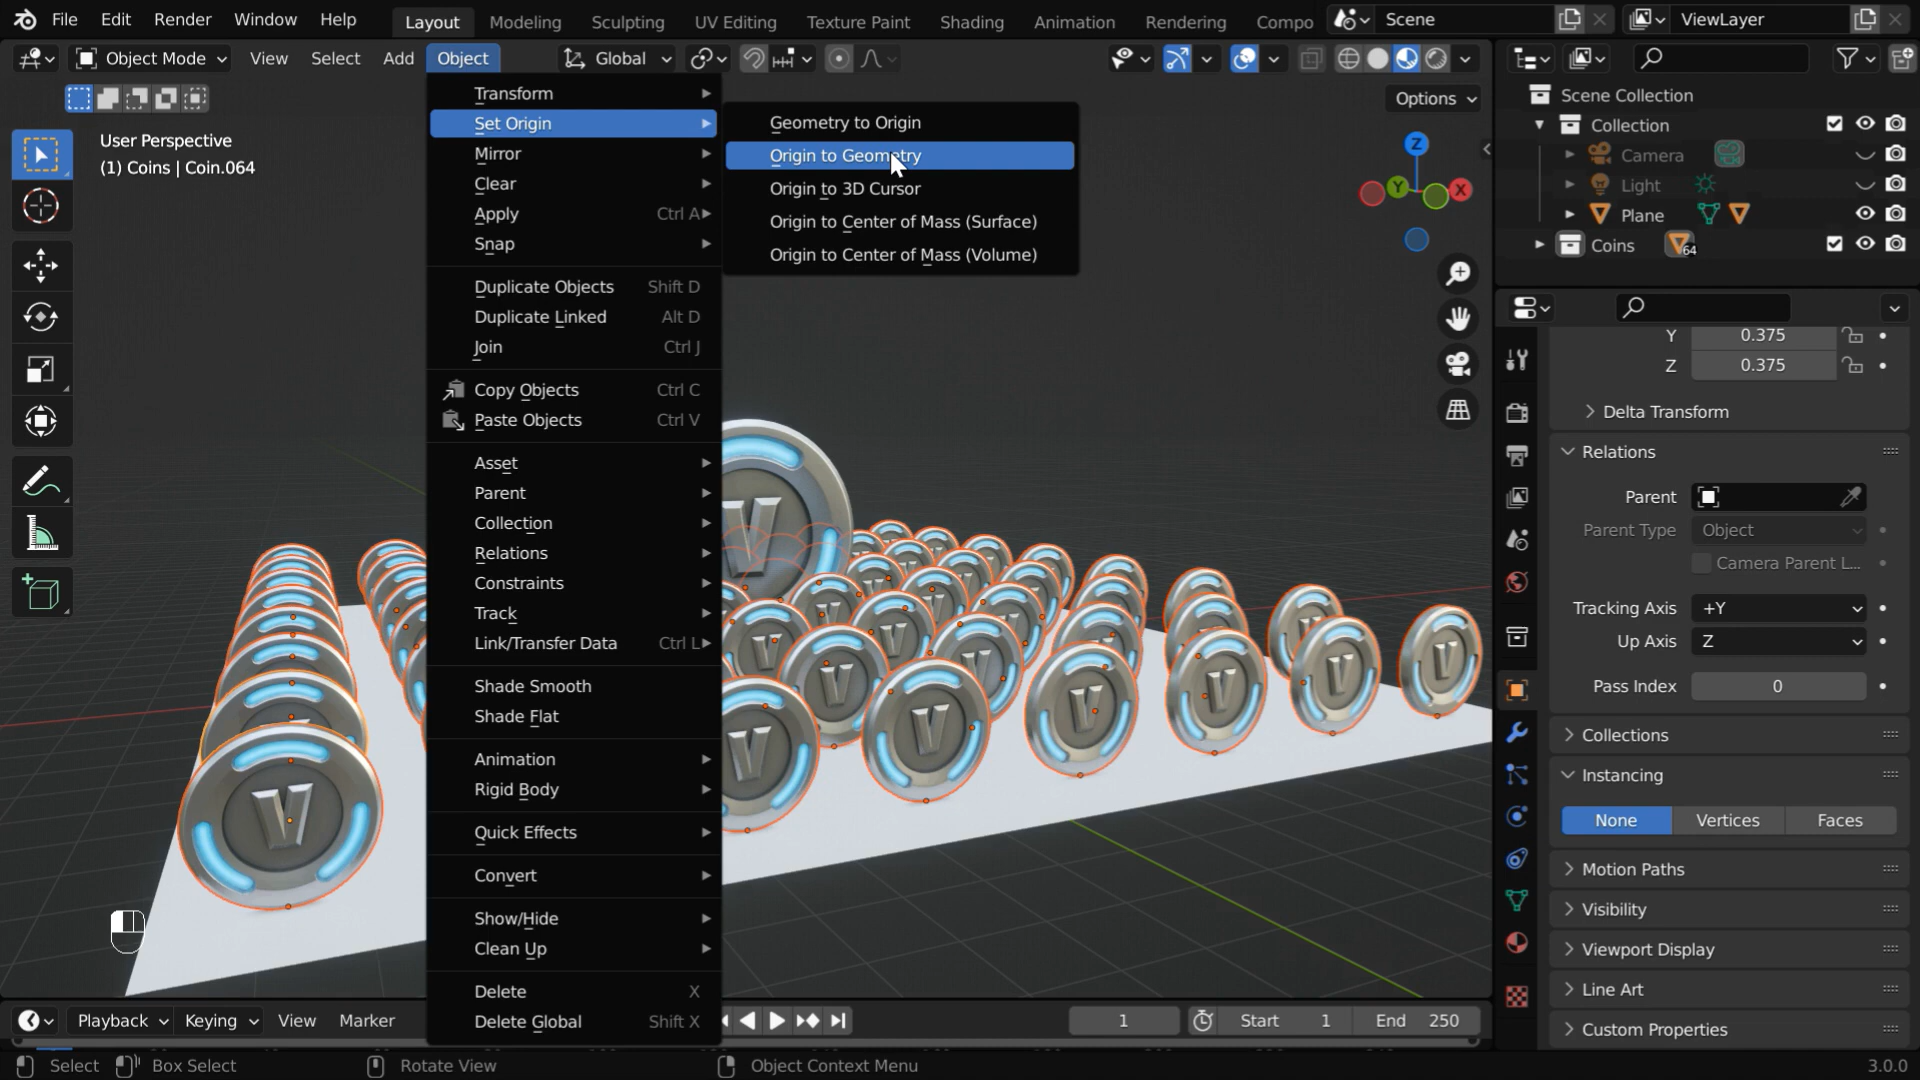 File Edit Render Window Help Layout Modeling Sculpting UV Editing Texture Paint Shading Animation Rendering Compo Scene ViewLayer
Object Mode View Select Add Object Global
Options
User Perspective
(1) Coins | Coin.064
Transform
Set Origin
Mirror
Clear
Apply Ctrl A
Snap
Duplicate Objects Shift D
Duplicate Linked Alt D
Join Ctrl J
Copy Objects Ctrl C
Paste Objects Ctrl V
Asset
Parent
Collection
Relations
Constraints
Track
Link/Transfer Data Ctrl L
Shade Smooth
Shade Flat
Animation
Rigid Body
Quick Effects
Convert
Show/Hide
Clean Up
Delete X
Delete Global Shift X
Geometry to Origin
Origin to Geometry
Origin to 3D Cursor
Origin to Center of Mass (Surface)
Origin to Center of Mass (Volume)
Z
Y
X
Scene Collection
Collection
Camera
Light
Plane
Coins 64
Y 0.375
Z 0.375
Delta Transform
Relations
Parent
Parent Type Object
Camera Parent L...
Tracking Axis +Y
Up Axis Z
Pass Index 0
Collections
Instancing
None Vertices Faces
Motion Paths
Visibility
Viewport Display
Line Art
Custom Properties
Playback Keying View Marker 1 Start 1 End 250
Select Box Select Rotate View Object Context Menu 3.0.0